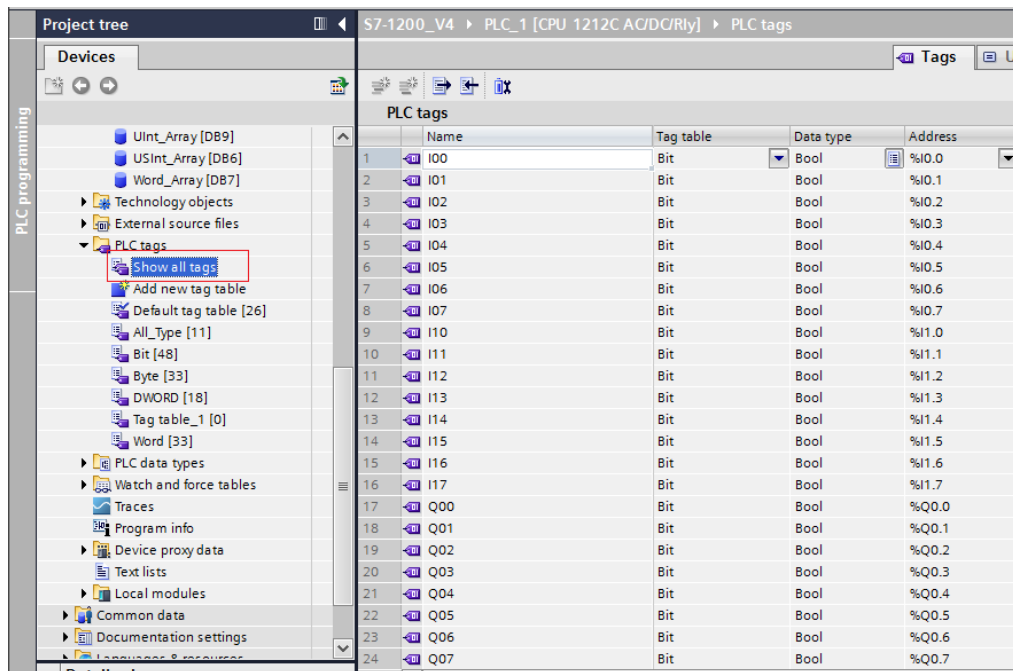 Project tree
S7-1200_V4 ▸ PLC_1 [CPU 1212C AC/DC/Rly] ▸ PLC tags
Devices
Tags
U
PLC programming
PLC tags
UInt_Array [DB9]
USInt_Array [DB6]
Word_Array [DB7]
Technology objects
External source files
PLC tags
Show all tags
Add new tag table
Default tag table [26]
All_Type [11]
Bit [48]
Byte [33]
DWORD [18]
Tag table_1 [0]
Word [33]
PLC data types
Watch and force tables
Traces
Program info
Device proxy data
Text lists
Local modules
Common data
Documentation settings
Languages & resources
Name Tag table Data type Address
1 I00 Bit Bool %I0.0
2 I01 Bit Bool %I0.1
3 I02 Bit Bool %I0.2
4 I03 Bit Bool %I0.3
5 I04 Bit Bool %I0.4
6 I05 Bit Bool %I0.5
7 I06 Bit Bool %I0.6
8 I07 Bit Bool %I0.7
9 I10 Bit Bool %I1.0
10 I11 Bit Bool %I1.1
11 I12 Bit Bool %I1.2
12 I13 Bit Bool %I1.3
13 I14 Bit Bool %I1.4
14 I15 Bit Bool %I1.5
15 I16 Bit Bool %I1.6
16 I17 Bit Bool %I1.7
17 Q00 Bit Bool %Q0.0
18 Q01 Bit Bool %Q0.1
19 Q02 Bit Bool %Q0.2
20 Q03 Bit Bool %Q0.3
21 Q04 Bit Bool %Q0.4
22 Q05 Bit Bool %Q0.5
23 Q06 Bit Bool %Q0.6
24 Q07 Bit Bool %Q0.7